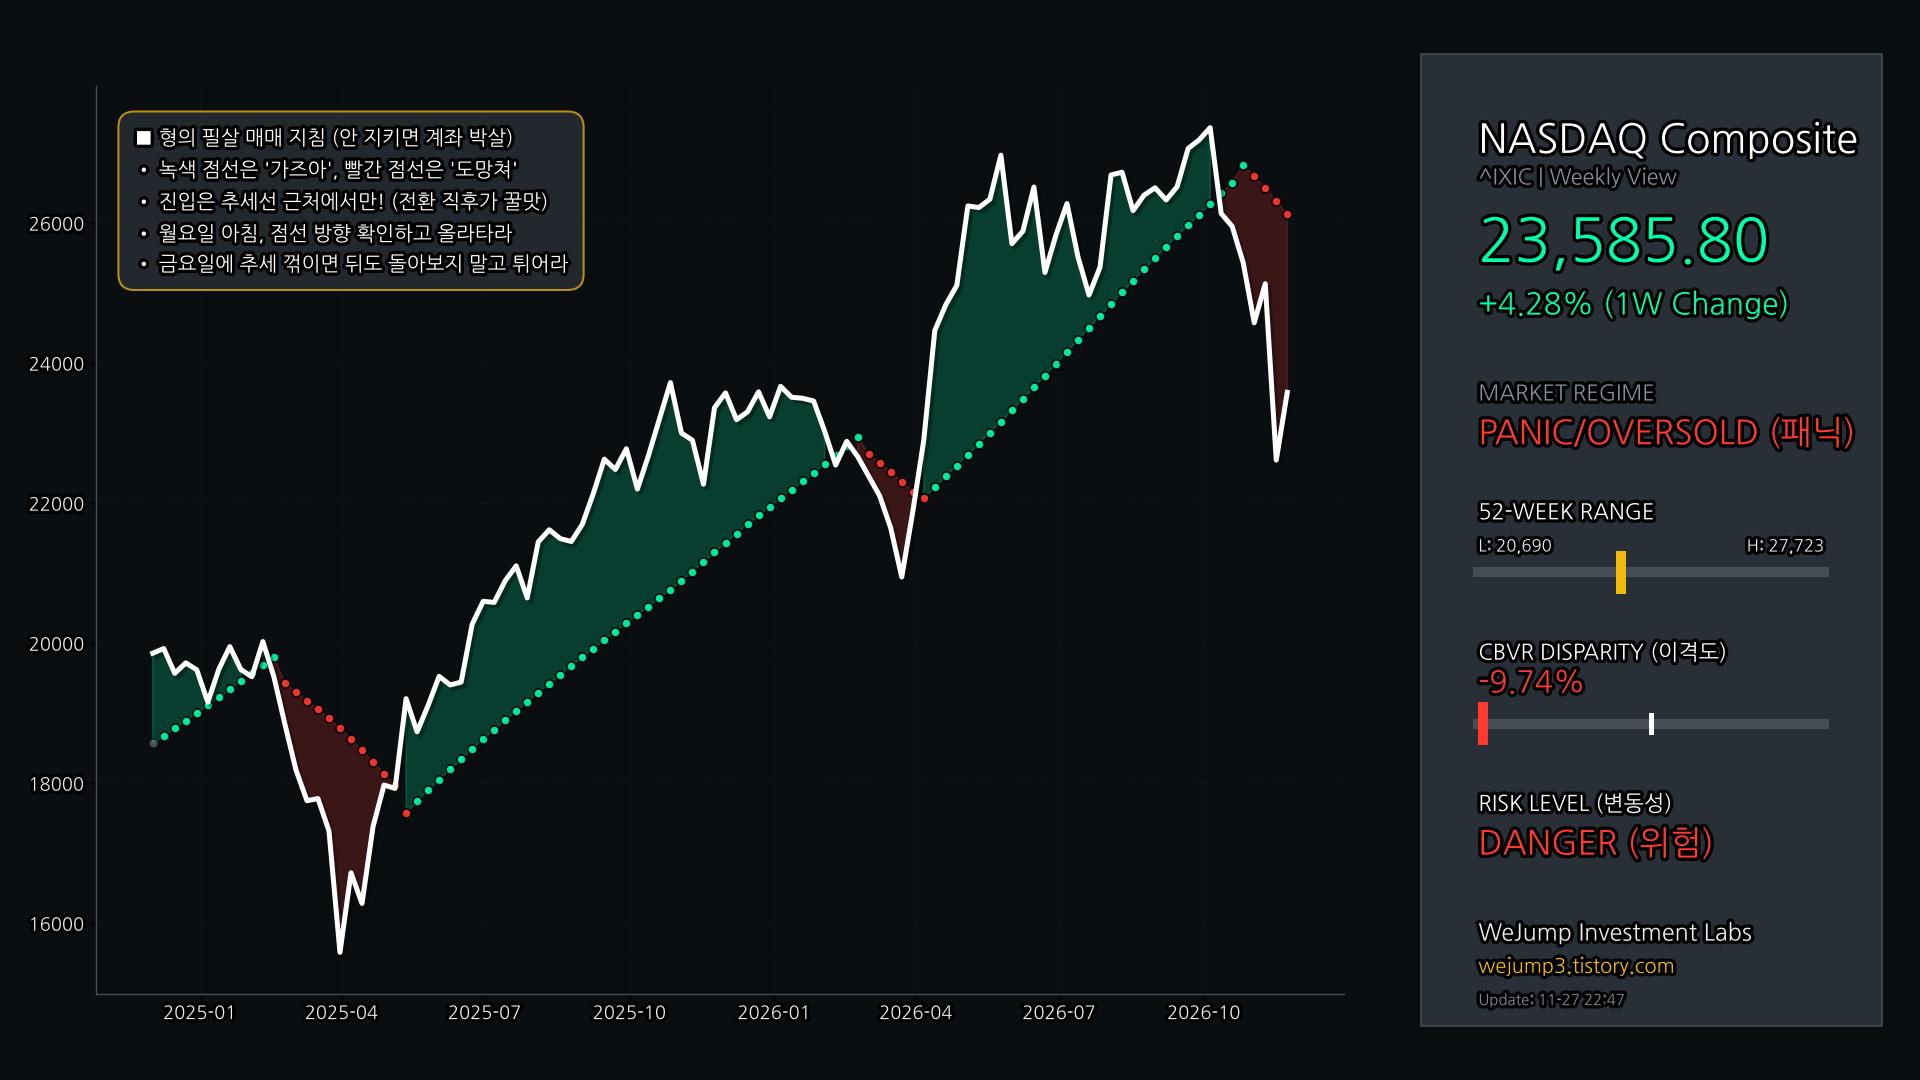 ■ 형의 필살 매매 지침 (안 지키면 계좌 박살)
• 녹색 점선은 '가즈아', 빨간 점선은 '도망쳐'
• 진입은 추세선 근처에서만! (전환 직후가 꿀맛)
• 월요일 아침, 점선 방향 확인하고 올라타라
• 금요일에 추세 꺾이면 뒤도 돌아보지 말고 튀어라
26000
24000
22000
20000
18000
16000
2025-01
2025-04
2025-07
2025-10
2026-01
2026-04
2026-07
2026-10
NASDAQ Composite
^IXIC | Weekly View
23,585.80
+4.28% (1W Change)
MARKET REGIME
PANIC/OVERSOLD (패닉)
52-WEEK RANGE
L: 20,690
H: 27,723
CBVR DISPARITY (이격도)
-9.74%
RISK LEVEL (변동성)
DANGER (위험)
WeJump Investment Labs
wejump3.tistory.com
Update: 11-27 22:47